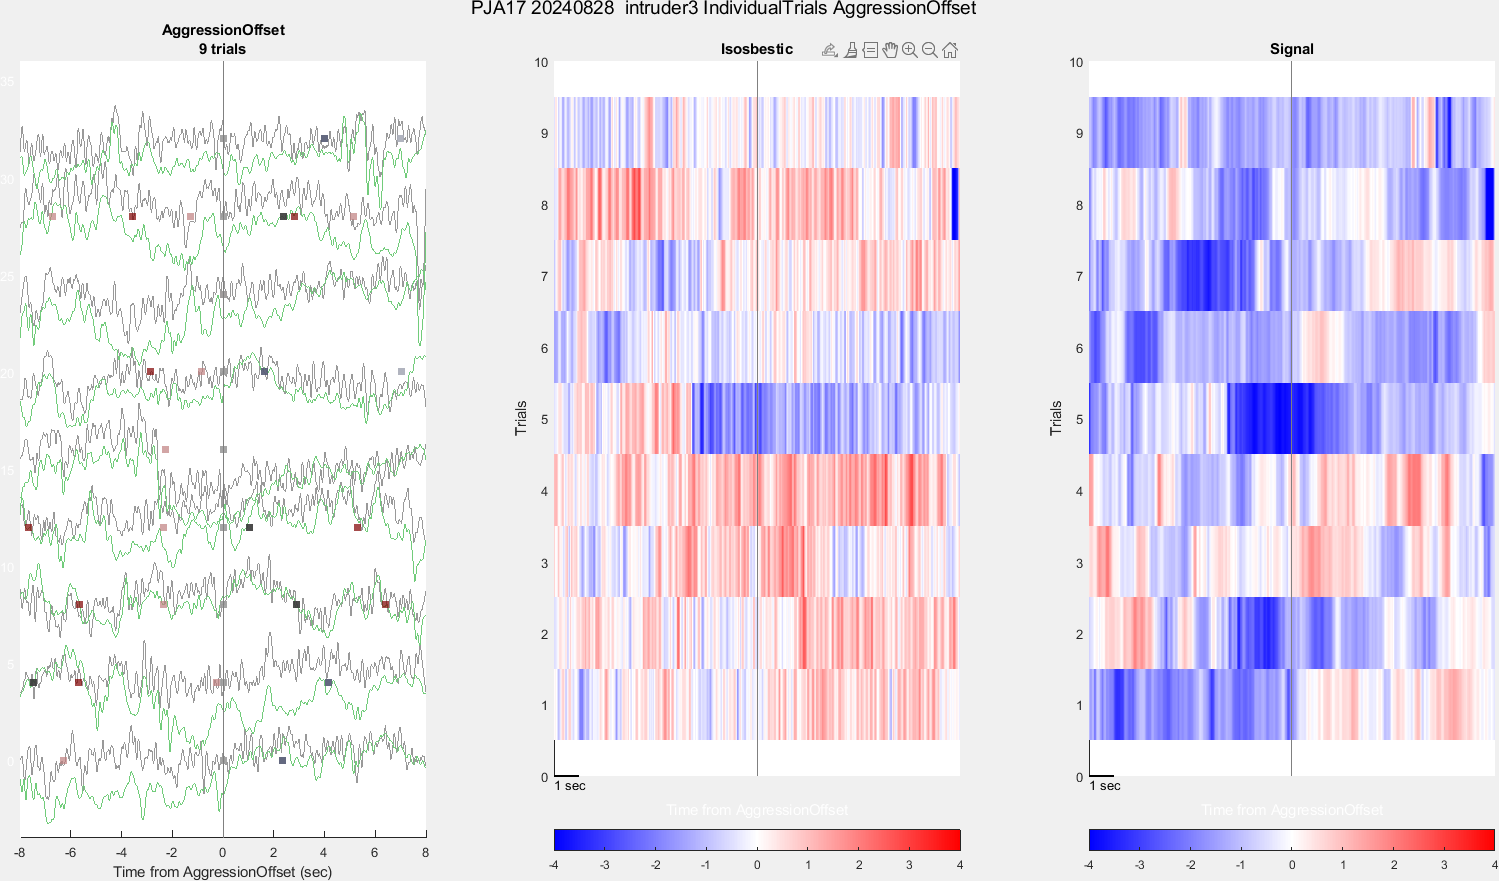 PJA17 20240828 intruder3 IndividualTrials AggressionOffset
AggressionOffset
9 trials
35
30
25
20
15
10
5
0
-8 -6 -4 -2 0 2 4 6 8
Time from AggressionOffset (sec)
Isosbestic
10
9
8
7
6
5
4
3
2
1
0
Trials
1 sec
Time from AggressionOffset
-4 -3 -2 -1 0 1 2 3 4
Signal
10
9
8
7
6
5
4
3
2
1
0
Trials
1 sec
Time from AggressionOffset
-4 -3 -2 -1 0 1 2 3 4